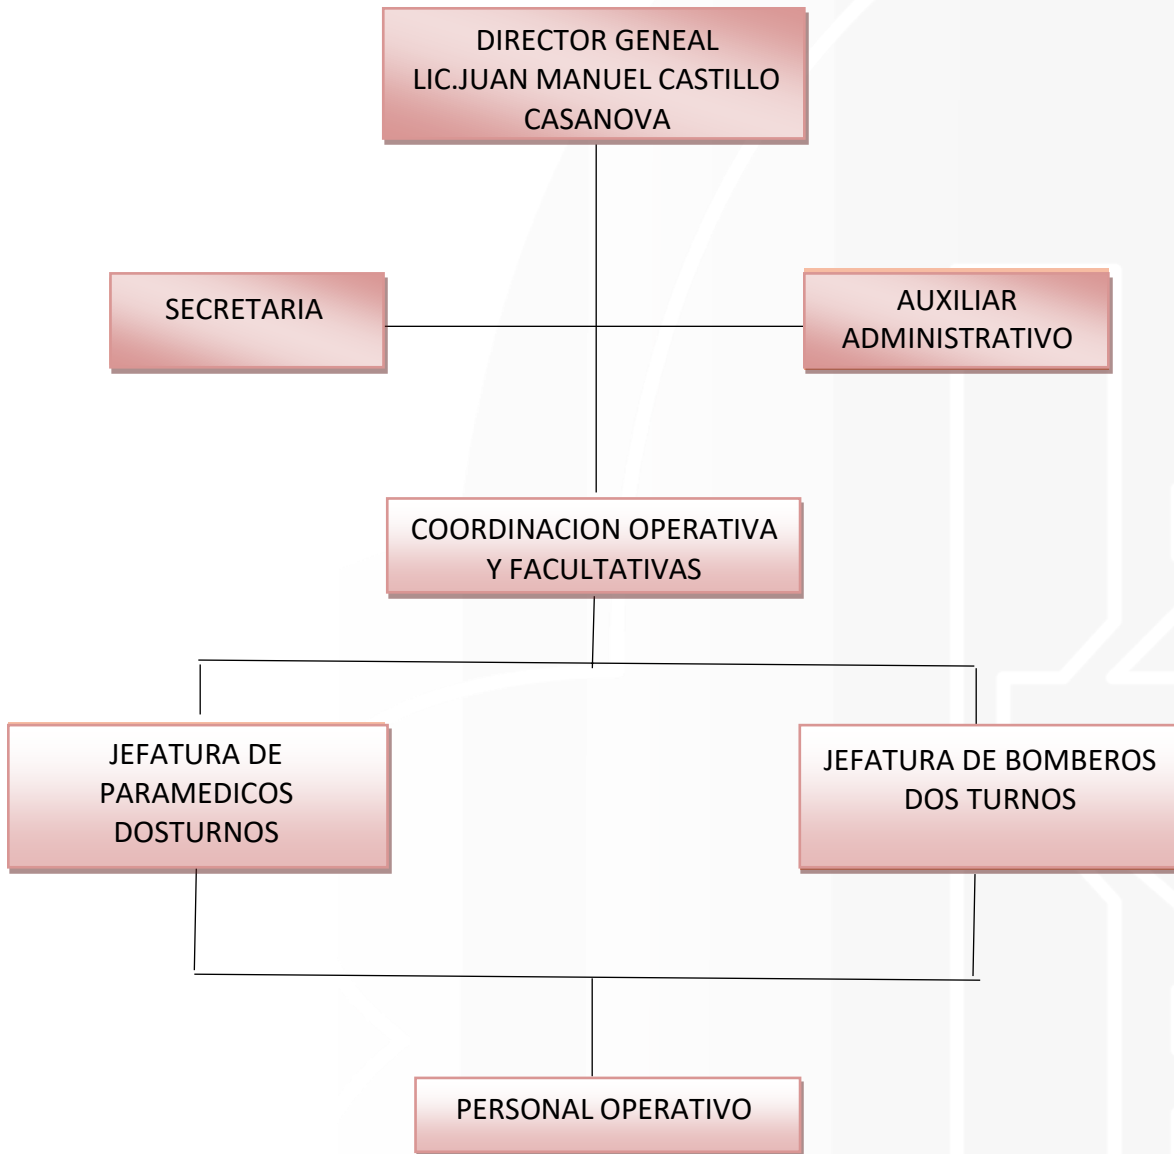 DIRECTOR GENEAL
LIC.JUAN MANUEL CASTILLO
CASANOVA
SECRETARIA
AUXILIAR
ADMINISTRATIVO
COORDINACION OPERATIVA
Y FACULTATIVAS
JEFATURA DE
PARAMEDICOS
DOSTURNOS
JEFATURA DE BOMBEROS
DOS TURNOS
PERSONAL OPERATIVO